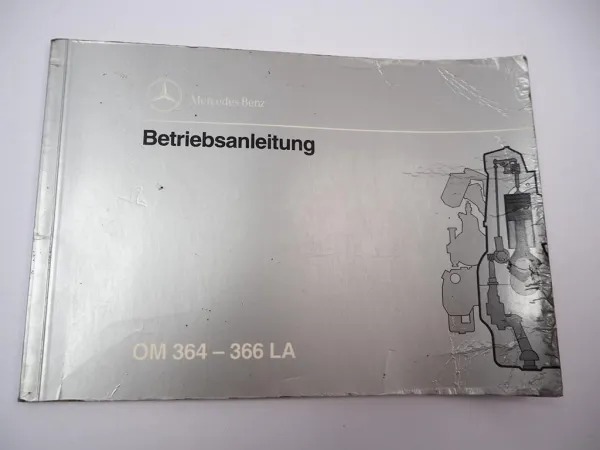 Mercedes-Benz
Betriebsanleitung
OM 364 – 366 LA